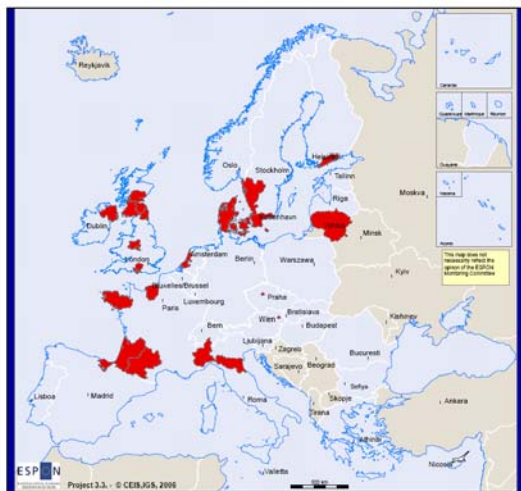 Reykjavik
Canarias
Guadeloupe Martinique Réunion
Guyane
Madeira
Açores
This map does not
necessarily reflect the
opinion of the ESPON
Monitoring Committee
Oslo
Stockholm
Helsinki
Tallinn
Riga
Moskva
Minsk
Dublin
London
København
Amsterdam
Berlin
Warszawa
Kyiv
Bruxelles/Brussel
Paris
Luxembourg
Praha
Wien
Bratislava
Budapest
Kishinev
Bern
Ljubljana
Zagreb
Beograd
Bucuresti
Sarajevo
Sofiya
Skopje
Tirana
Lisboa
Madrid
Roma
Ankara
Athinai
Valletta
Nicosia
ESPON
Project 3.3. - © CEIS,IGS, 2006